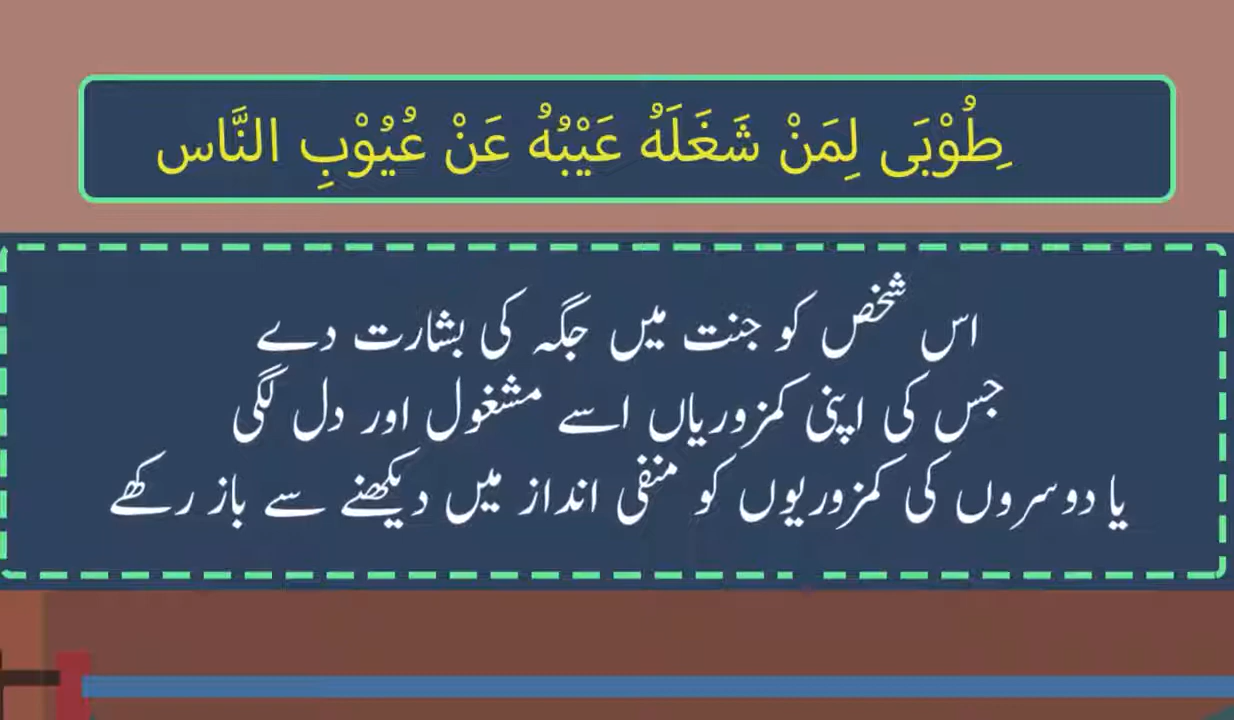 طُوْبَى لِمَنْ شَغَلَهُ عَيْبُهُ عَنْ عُيُوْبِ النَّاسِ
اس شخص کو جنت میں جگہ کی بشارت دے
جس کی اپنی کمزوریاں اسے مشغول اور دل لگی
یا دوسروں کی کمزوریوں کو منفی انداز میں دیکھنے سے باز رکھے